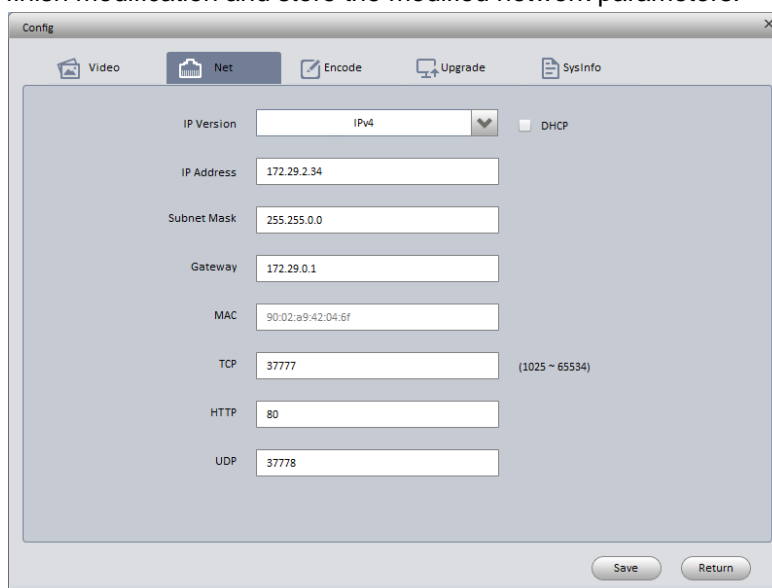 finish modification and store the modified network parameters.
Config ×
Video Net Encode Upgrade SysInfo
IP Version IPv4 DHCP
IP Address 172.29.2.34
Subnet Mask 255.255.0.0
Gateway 172.29.0.1
MAC 90:02:a9:42:04:6f
TCP 37777 (1025 ~ 65534)
HTTP 80
UDP 37778
Save Return